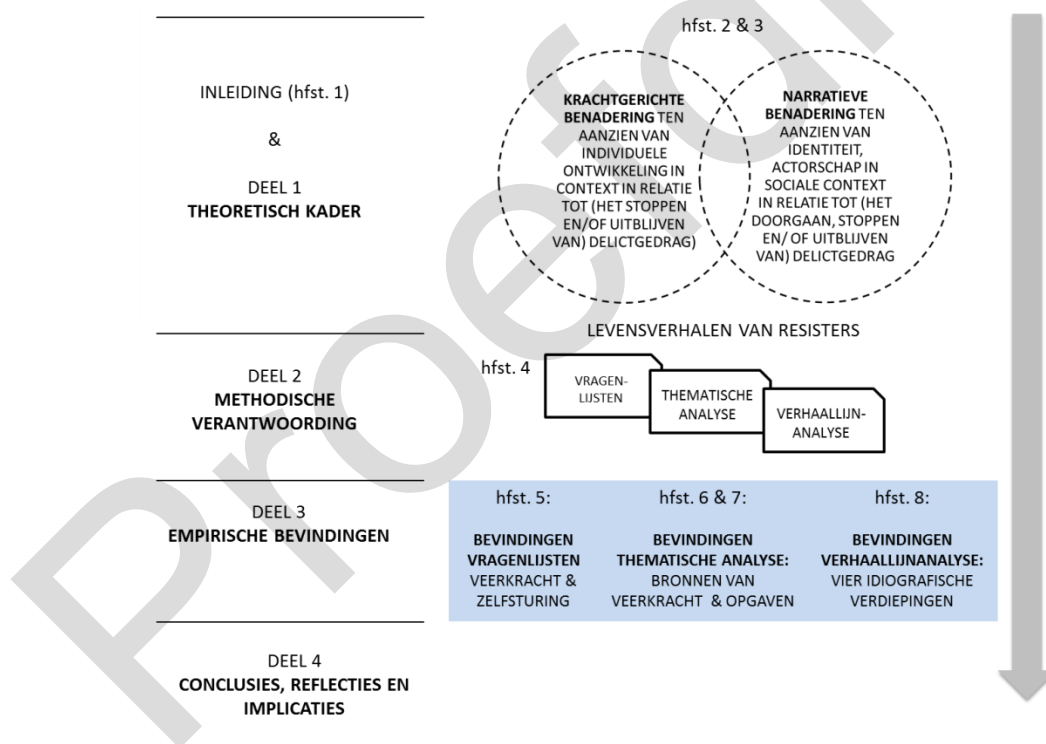 hfst. 2 & 3
INLEIDING (hfst. 1)
&
DEEL 1
THEORETISCH KADER
KRACHTGERICHTE
BENADERING TEN
AANZIEN VAN
INDIVIDUELE
ONTWIKKELING IN
CONTEXT IN RELATIE
TOT (HET STOPPEN
EN/OF UITBLIJVEN
VAN) DELICTGEDRAG)
NARRATIEVE
BENADERING TEN
AANZIEN VAN
IDENTITEIT,
ACTORSCHAP IN
SOCIALE CONTEXT
IN RELATIE TOT (HET
DOORGAAN, STOPPEN
EN/ OF UITBLIJVEN
VAN) DELICTGEDRAG
LEVENSVERHALEN VAN RESISTERS
DEEL 2
METHODISCHE
VERANTWOORDING
hfst. 4
VRAGEN-
LIJSTEN
THEMATISCHE
ANALYSE
VERHAALLIJN-
ANALYSE
DEEL 3
EMPIRISCHE BEVINDINGEN
hfst. 5:
BEVINDINGEN
VRAGENLIJSTEN
VEERKRACHT &
ZELFSTURING
hfst. 6 & 7:
BEVINDINGEN
THEMATISCHE ANALYSE:
BRONNEN VAN
VEERKRACHT & OPGAVEN
hfst. 8:
BEVINDINGEN
VERHAALLIJNANALYSE:
VIER IDIOGRAFISCHE
VERDIEPINGEN
DEEL 4
CONCLUSIES, REFLECTIES EN
IMPLICATIES